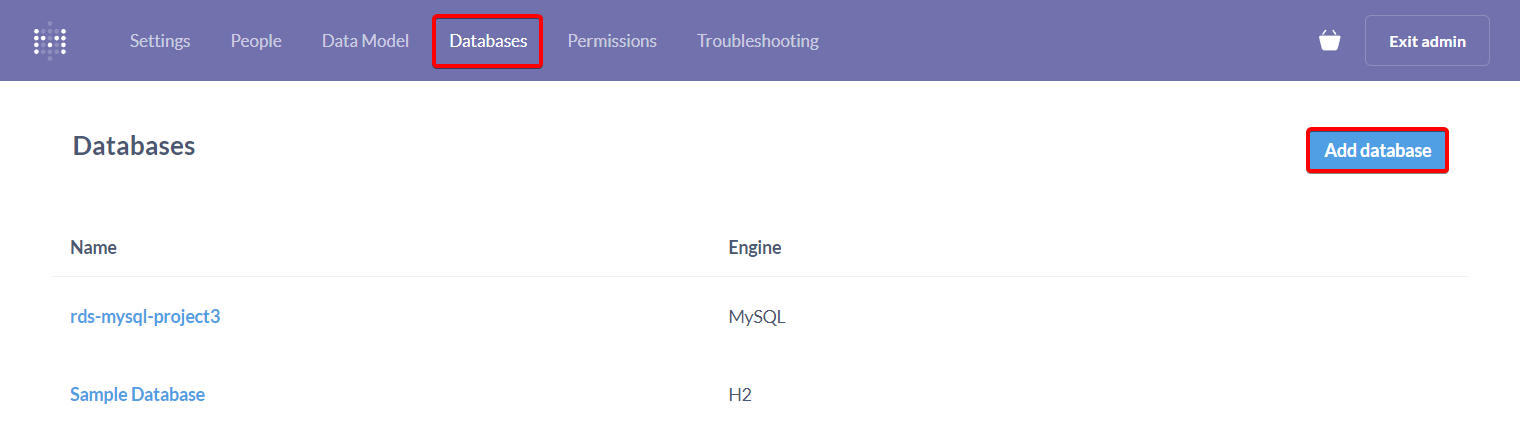 Settings People Data Model Databases Permissions Troubleshooting Exit admin
Databases Add database
Name Engine
rds-mysql-project3 MySQL
Sample Database H2